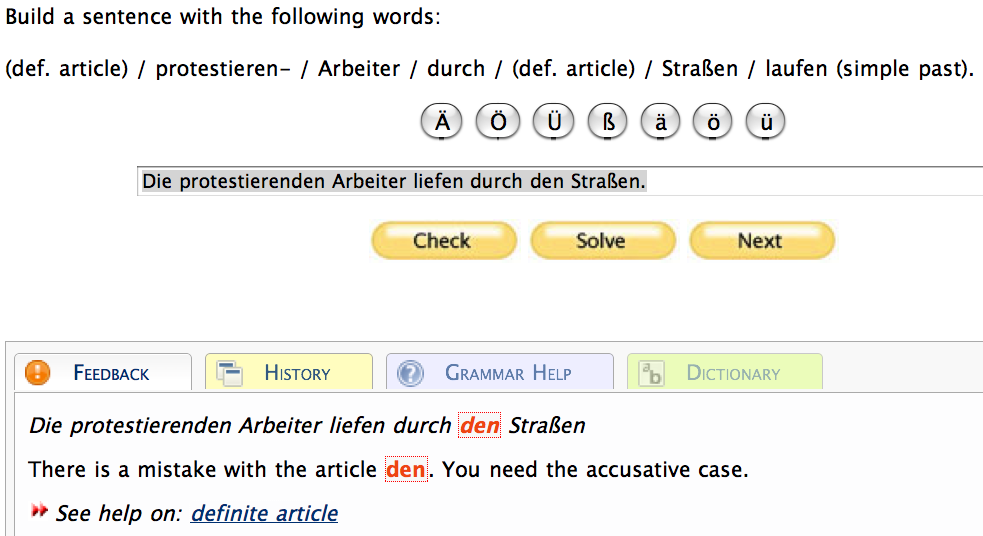 Build a sentence with the following words:
(def. article) / protestieren- / Arbeiter / durch / (def. article) / Straßen / laufen (simple past).
Ä Ö Ü ß ä ö ü
Die protestierenden Arbeiter liefen durch den Straßen.
Check Solve Next
Feedback History Grammar Help ab Dictionary
Die protestierenden Arbeiter liefen durch den Straßen
There is a mistake with the article den. You need the accusative case.
See help on: definite article